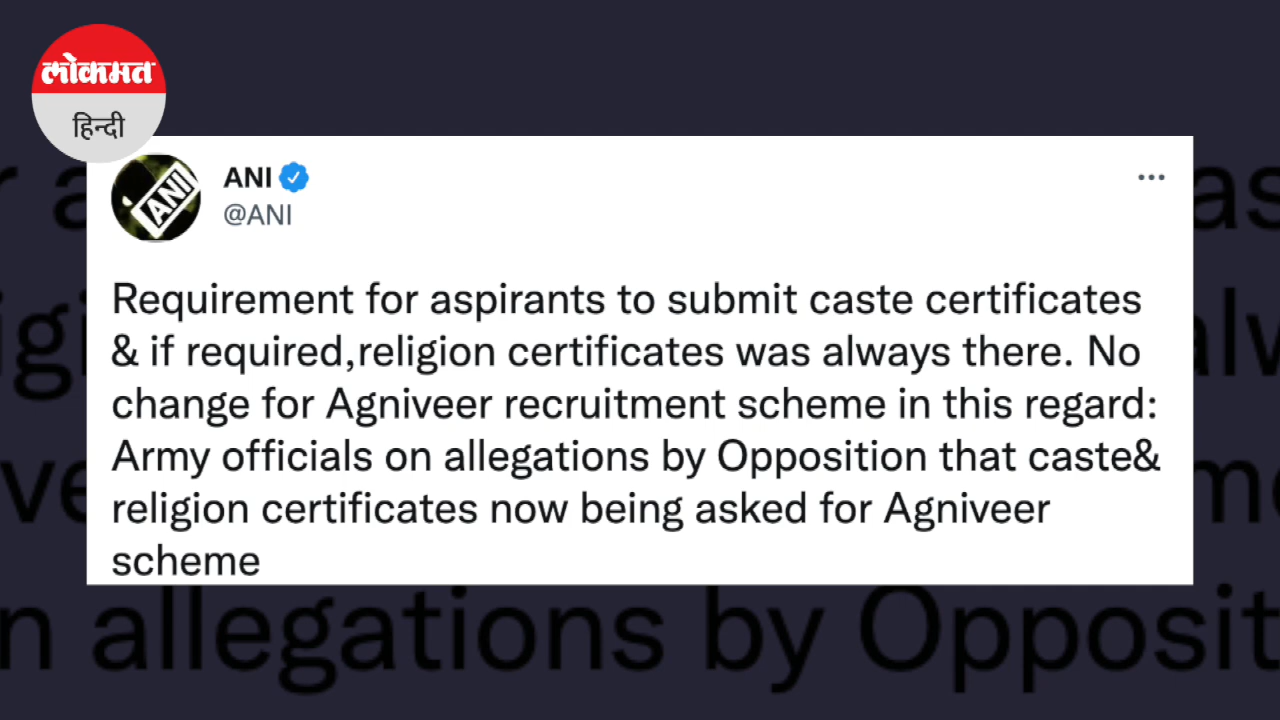 लोकमत
हिन्दी
ANI
ANI
@ANI
Requirement for aspirants to submit caste certificates
& if required,religion certificates was always there. No
change for Agniveer recruitment scheme in this regard:
Army officials on allegations by Opposition that caste&
religion certificates now being asked for Agniveer
scheme
n allegations by Opposit